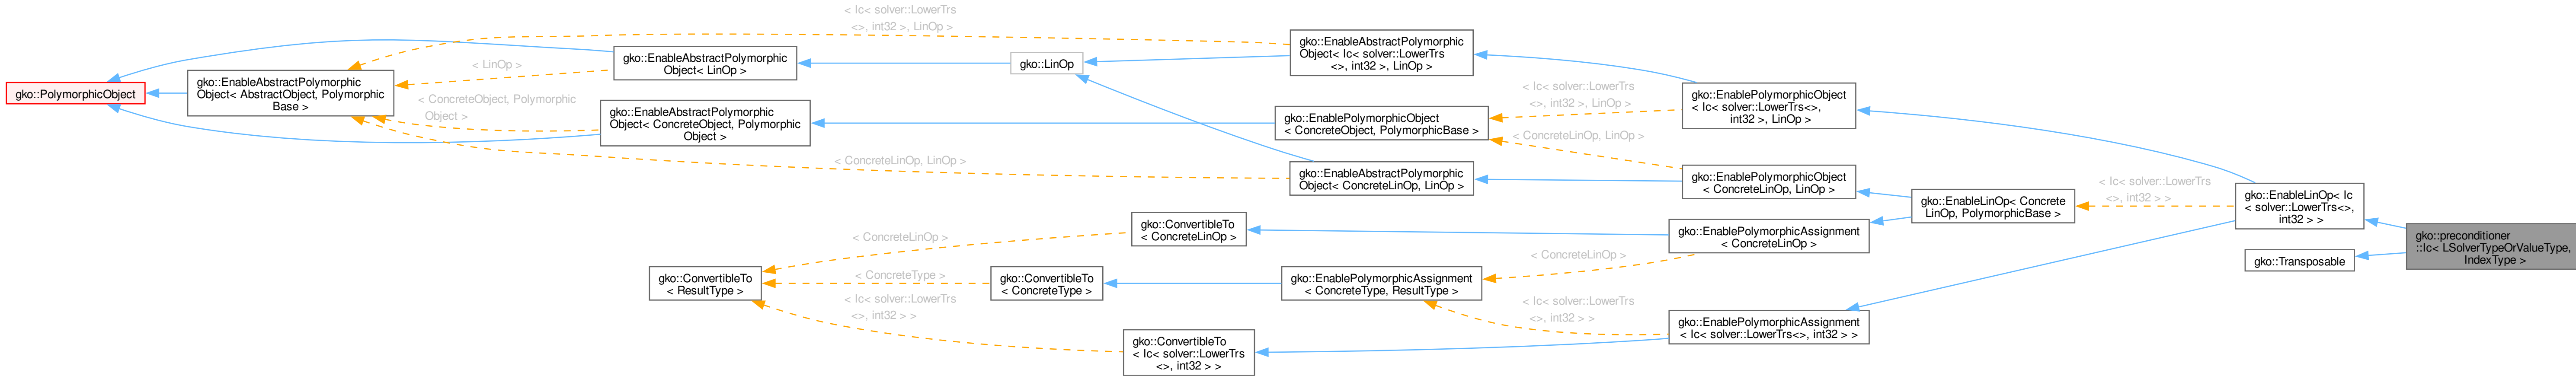 gko::PolymorphicObject
gko::EnableAbstractPolymorphic
Object< AbstractObject, Polymorphic
Base >
< Ic< solver::LowerTrs
<>, int32 >, LinOp >
< LinOp >
< ConcreteObject, Polymorphic
Object >
gko::EnableAbstractPolymorphic
Object< LinOp >
gko::EnableAbstractPolymorphic
Object< ConcreteObject, Polymorphic
Object >
< ConcreteLinOp, LinOp >
gko::LinOp
gko::EnableAbstractPolymorphic
Object< Ic< solver::LowerTrs
<>, int32 >, LinOp >
gko::EnablePolymorphicObject
< ConcreteObject, PolymorphicBase >
gko::EnableAbstractPolymorphic
Object< ConcreteLinOp, LinOp >
< Ic< solver::LowerTrs
<>, int32 >, LinOp >
< ConcreteLinOp, LinOp >
gko::EnablePolymorphicObject
< Ic< solver::LowerTrs<>,
int32 >, LinOp >
gko::EnablePolymorphicObject
< ConcreteLinOp, LinOp >
gko::EnableLinOp< Concrete
LinOp, PolymorphicBase >
< Ic< solver::LowerTrs
<>, int32 > >
gko::EnableLinOp< Ic
< solver::LowerTrs<>,
int32 > >
gko::preconditioner
::Ic< LSolverTypeOrValueType,
IndexType >
gko::Transposable
gko::ConvertibleTo
< ResultType >
< ConcreteLinOp >
< ConcreteType >
< Ic< solver::LowerTrs
<>, int32 > >
gko::ConvertibleTo
< ConcreteLinOp >
gko::ConvertibleTo
< ConcreteType >
gko::ConvertibleTo
< Ic< solver::LowerTrs
<>, int32 > >
gko::EnablePolymorphicAssignment
< ConcreteType, ResultType >
< ConcreteLinOp >
< Ic< solver::LowerTrs
<>, int32 > >
gko::EnablePolymorphicAssignment
< ConcreteLinOp >
gko::EnablePolymorphicAssignment
< Ic< solver::LowerTrs<>, int32 > >